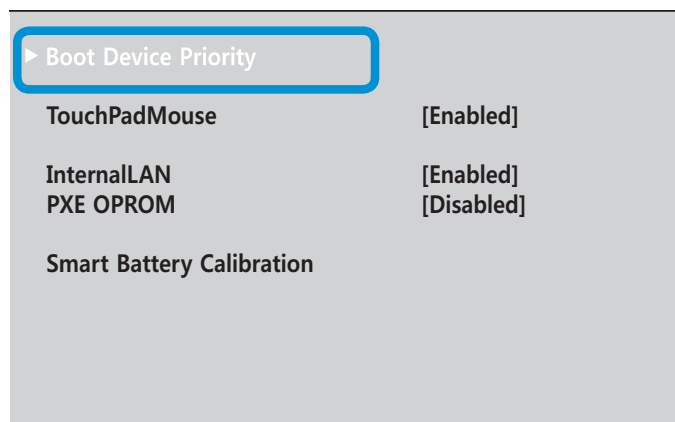 Boot Device Priority
TouchPadMouse [Enabled]
InternalLAN [Enabled]
PXE OPROM [Disabled]
Smart Battery Calibration